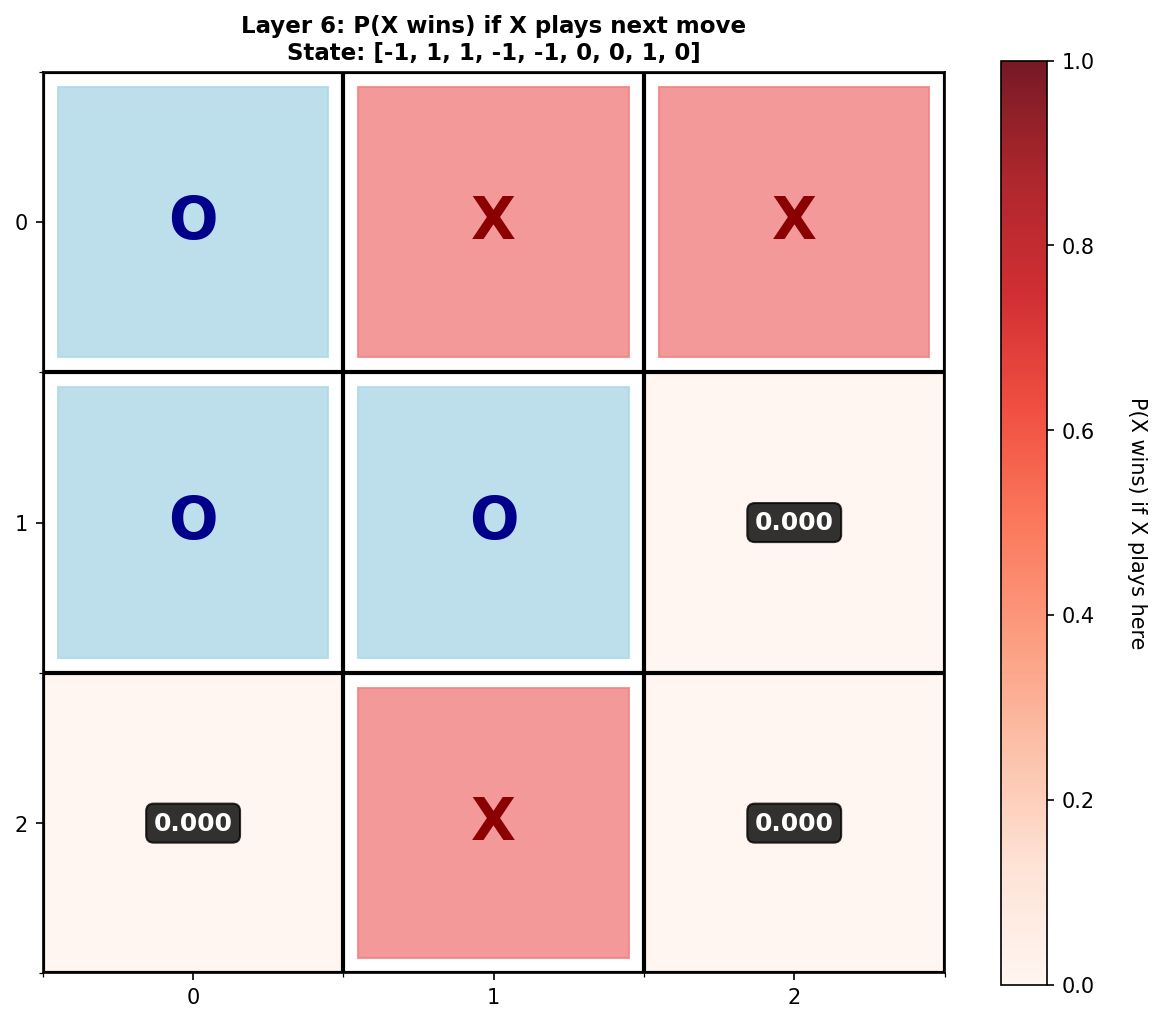 Layer 6: P(X wins) if X plays next move
State: [-1, 1, 1, -1, -1, 0, 0, 1, 0]
0
O
X
X
1
O
O
0.000
2
0.000
X
0.000
0
1
2
1.0
0.8
0.6
0.4
0.2
0.0
P(X wins) if X plays here